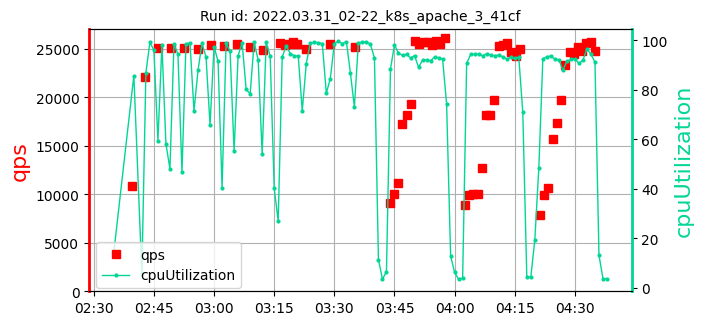 Run id: 2022.03.31_02-22_k8s_apache_3_41cf
25000
20000
15000
10000
5000
0
qps
100
80
60
40
20
0
cpuUtilization
qps
cpuUtilization
02:30 02:45 03:00 03:15 03:30 03:45 04:00 04:15 04:30